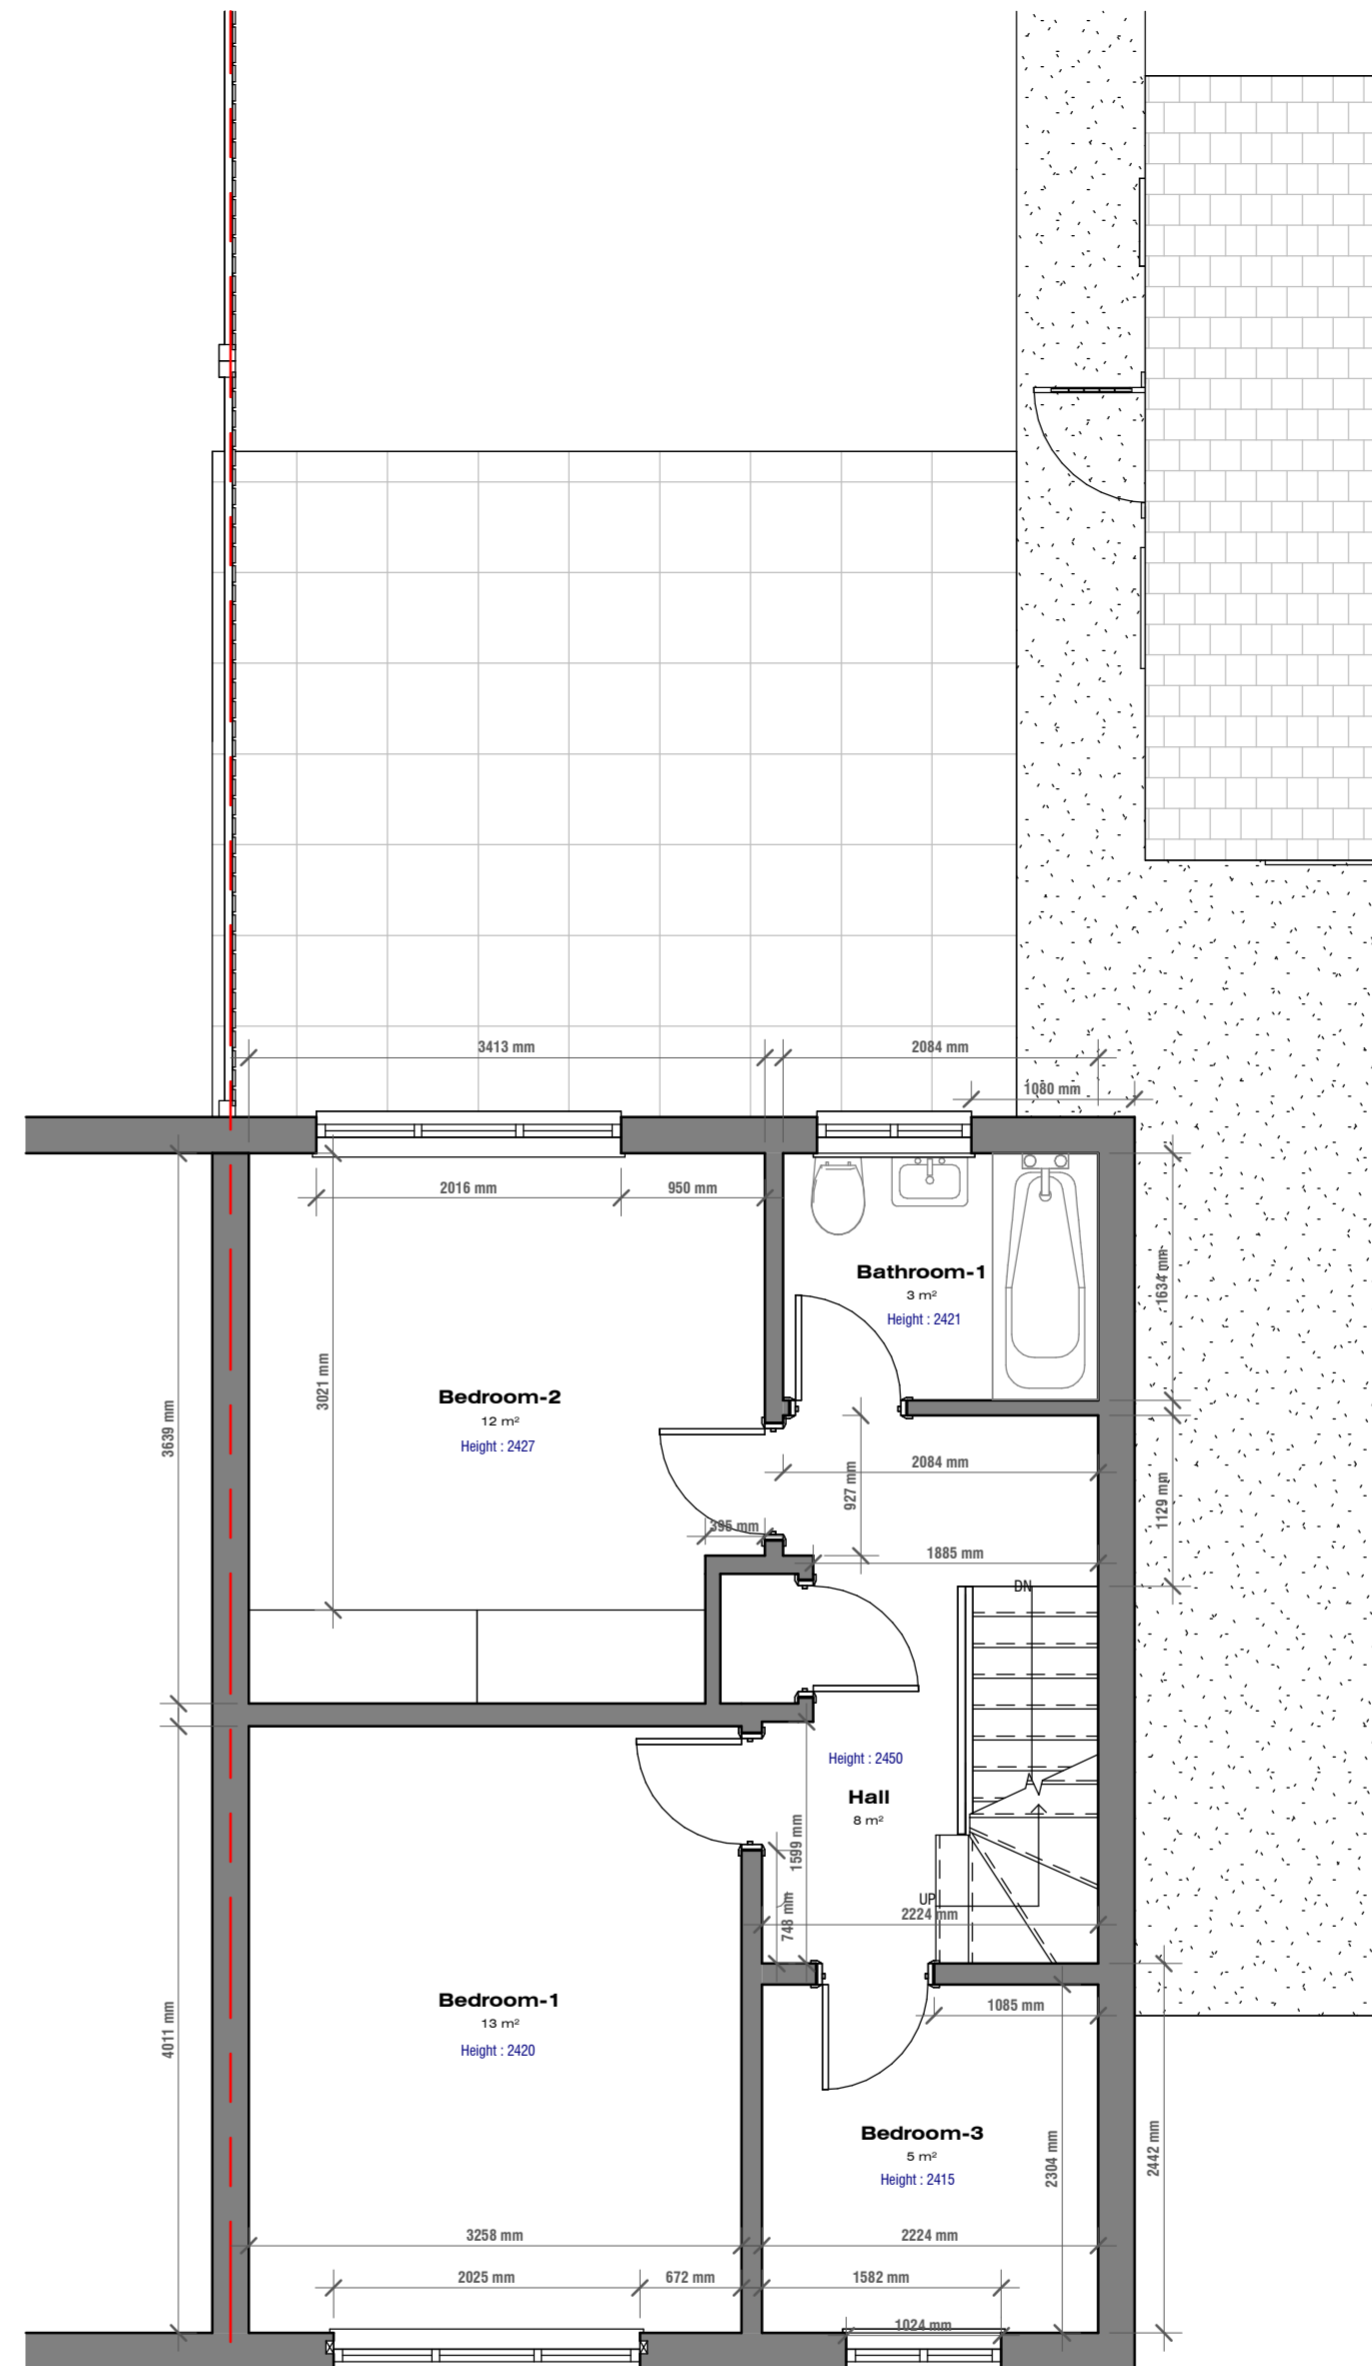 3413 mm
2084 mm
1080 mm
2016 mm
950 mm
Bathroom-1
3 m²
Height : 2421
1634 mm
3021 mm
Bedroom-2
12 m²
Height : 2427
3639 mm
2084 mm
927 mm
1129 mm
395 mm
1885 mm
DN
Height : 2450
Hall
8 m²
1599 mm
UP
748 mm
2224 mm
Bedroom-1
13 m²
Height : 2420
4011 mm
1085 mm
Bedroom-3
5 m²
Height : 2415
2304 mm
2442 mm
3258 mm
2224 mm
2025 mm
672 mm
1582 mm
1024 mm